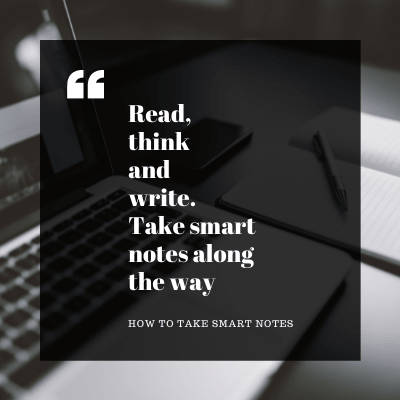 “
Read,
think
and
write.
Take smart
notes along
the way
HOW TO TAKE SMART NOTES